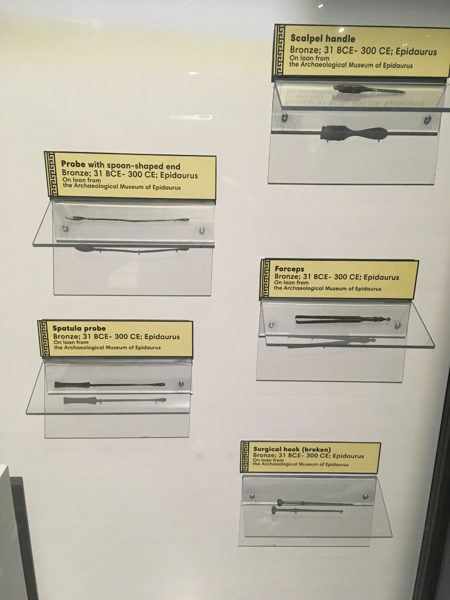 Scalpel handle
Bronze; 31 BCE- 300 CE; Epidaurus
On loan from
the Archaeological Museum of Epidaurus
Probe with spoon-shaped end
Bronze; 31 BCE- 300 CE; Epidaurus
On loan from
the Archaeological Museum of Epidaurus
Forceps
Bronze; 31 BCE- 300 CE; Epidaurus
On loan from
the Archaeological Museum of Epidaurus
Spatula probe
Bronze; 31 BCE- 300 CE; Epidaurus
On loan from
the Archaeological Museum of Epidaurus
Surgical hook (broken)
Bronze; 31 BCE- 300 CE; Epidaurus
On loan from
the Archaeological Museum of Epidaurus